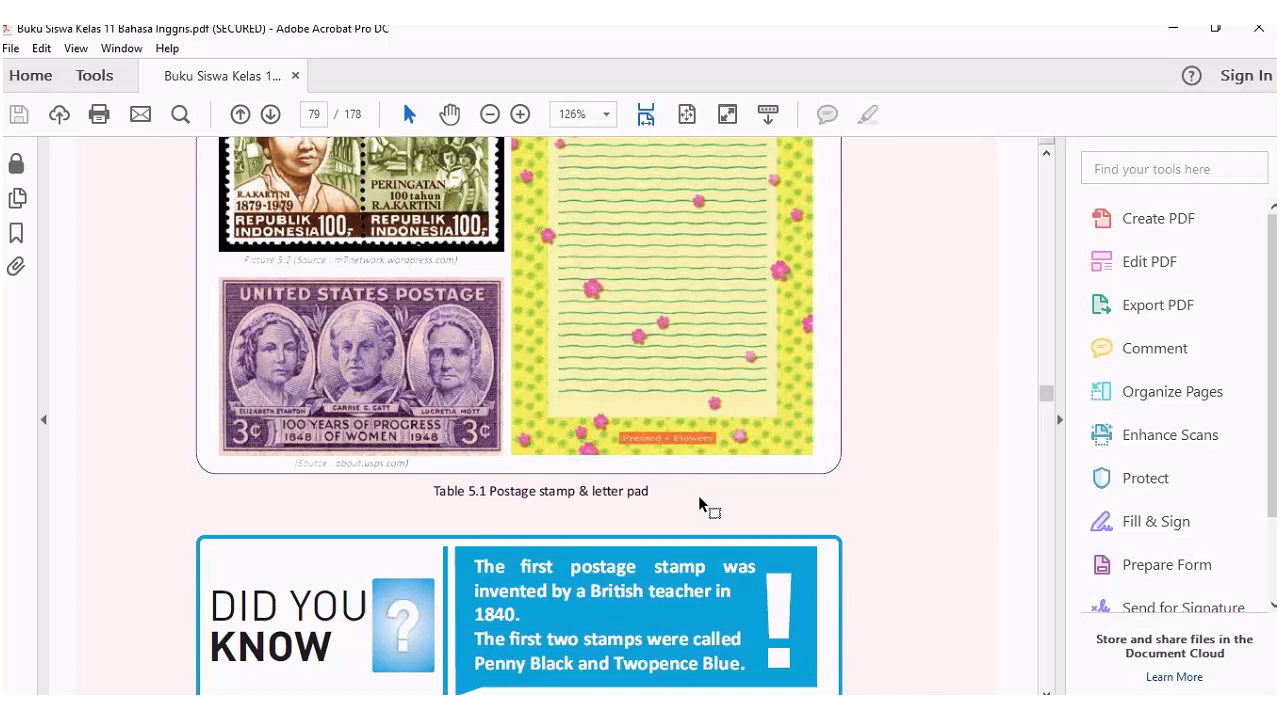 Buku Siswa Kelas 11 Bahasa Inggris.pdf (SECURED) - Adobe Acrobat Pro DC
File Edit View Window Help
Home Tools Buku Siswa Kelas 1... Sign In
79 / 178 126%
R.A.KARTINI
1879-1979
REPUBLIK
INDONESIA 100,-
PERINGATAN
100 tahun
R.A.KARTINI
REPUBLIK
INDONESIA 100,-
Picture 5.2 (Source : m7network.wordpress.com)
UNITED STATES POSTAGE
ELIZABETH STANTON CARRIE C. CATT LUCRETIA MOTT
3¢ 100 YEARS OF PROGRESS 3¢
1848 OF WOMEN 1948
(Source : about.usps.com)
Pressed • Flowers
Table 5.1 Postage stamp & letter pad
DID YOU
KNOW
?
The first postage stamp was
invented by a British teacher in
1840.
The first two stamps were called
Penny Black and Twopence Blue.
!
Find your tools here
Create PDF
Edit PDF
Export PDF
Comment
Organize Pages
Enhance Scans
Protect
Fill & Sign
Prepare Form
Send for Signature
Store and share files in the
Document Cloud
Learn More